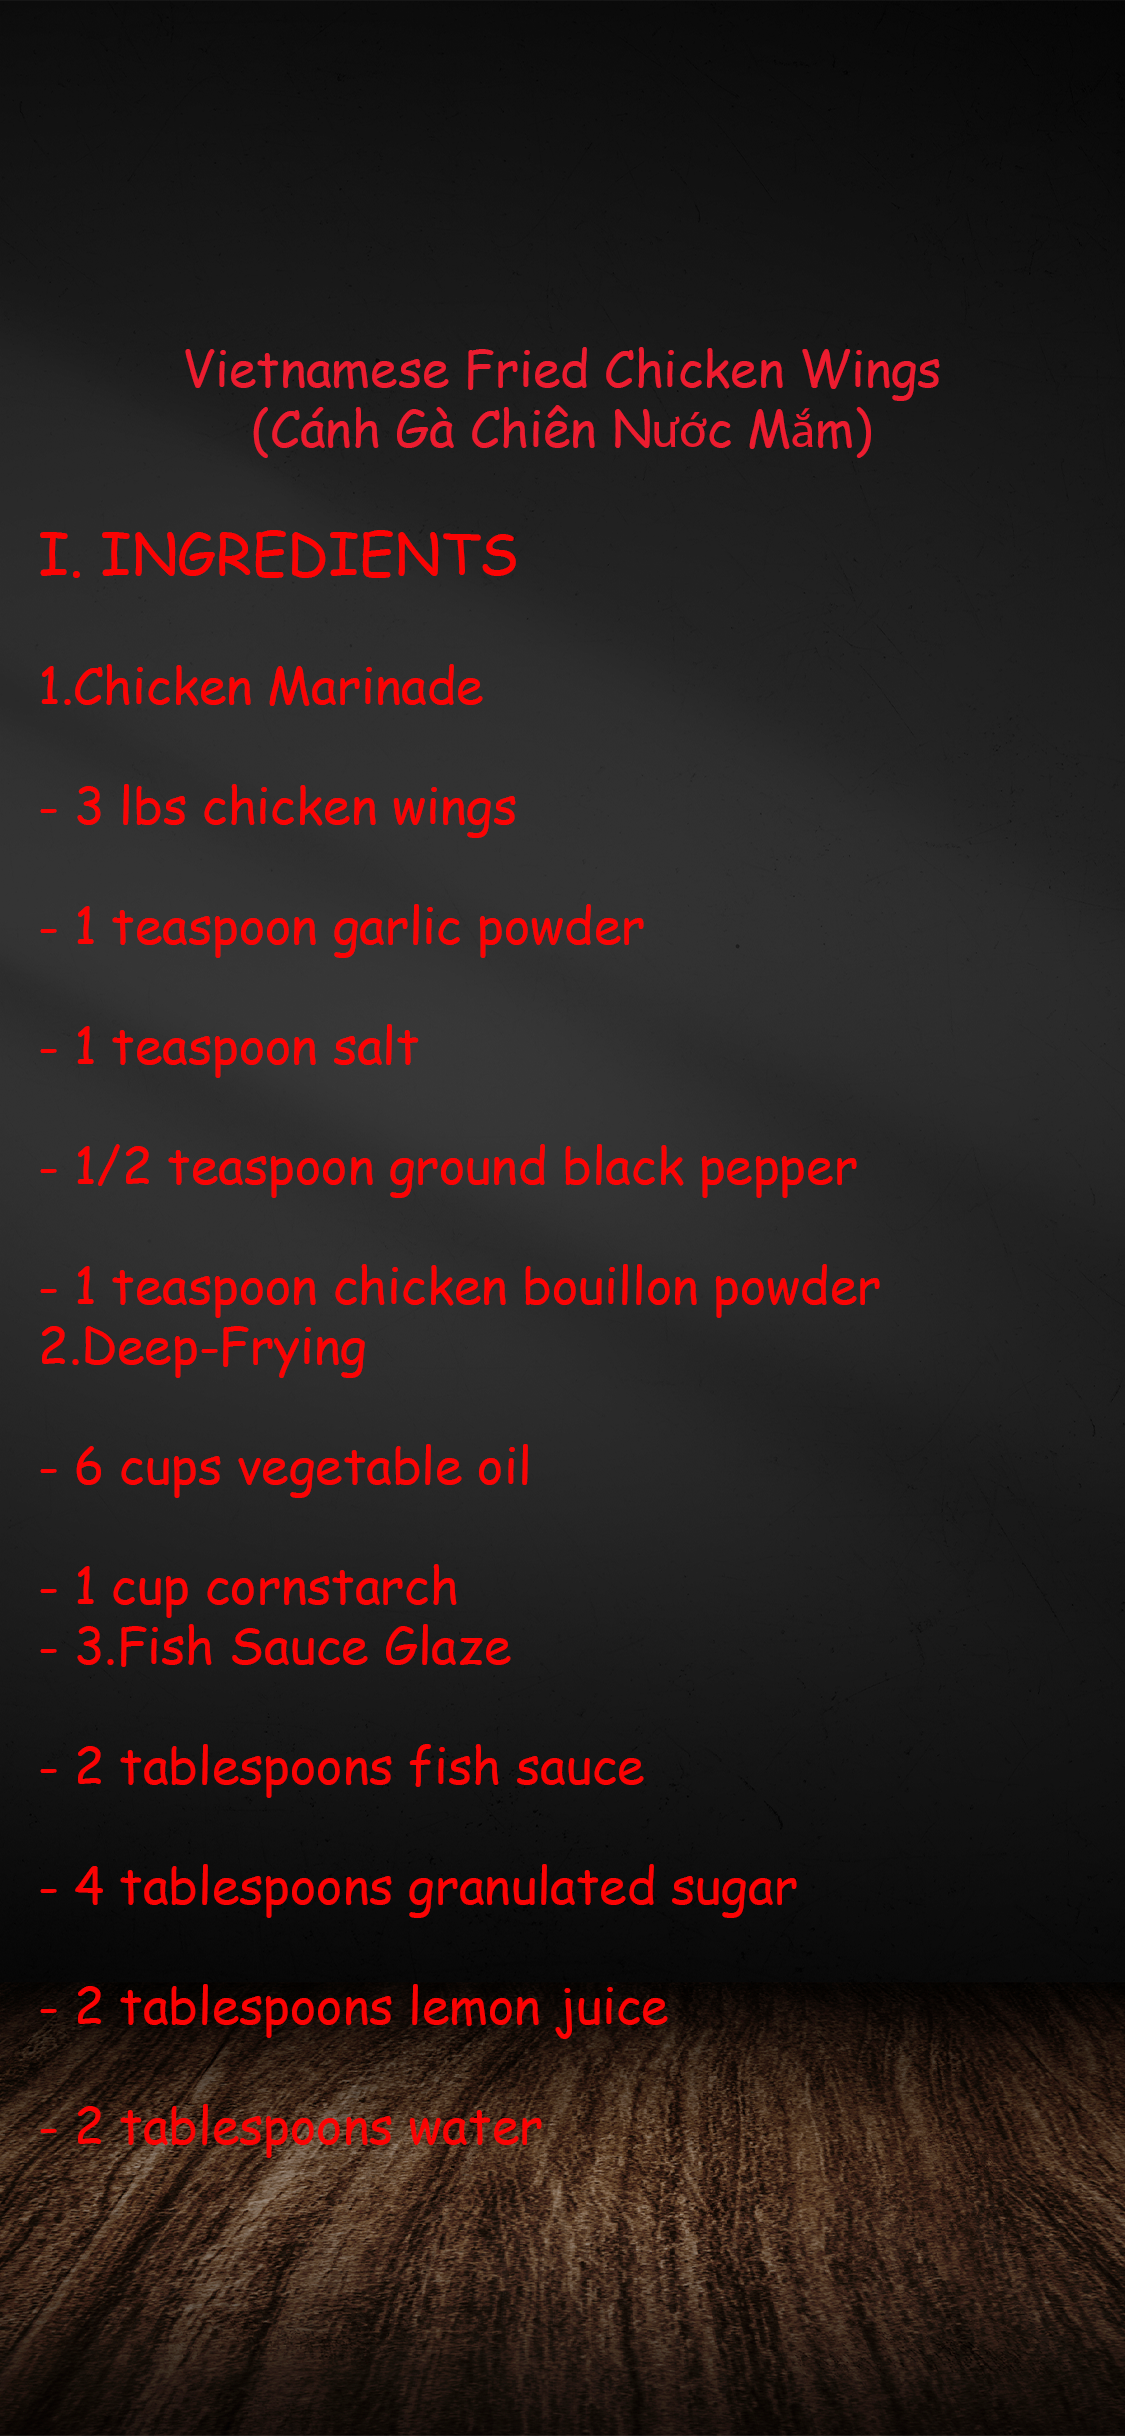 Vietnamese Fried Chicken Wings
(Cánh Gà Chiên Nước Mắm)
I. INGREDIENTS
1.Chicken Marinade
- 3 lbs chicken wings
- 1 teaspoon garlic powder
- 1 teaspoon salt
- 1/2 teaspoon ground black pepper
- 1 teaspoon chicken bouillon powder
2.Deep-Frying
- 6 cups vegetable oil
- 1 cup cornstarch
- 3.Fish Sauce Glaze
- 2 tablespoons fish sauce
- 4 tablespoons granulated sugar
- 2 tablespoons lemon juice
- 2 tablespoons water